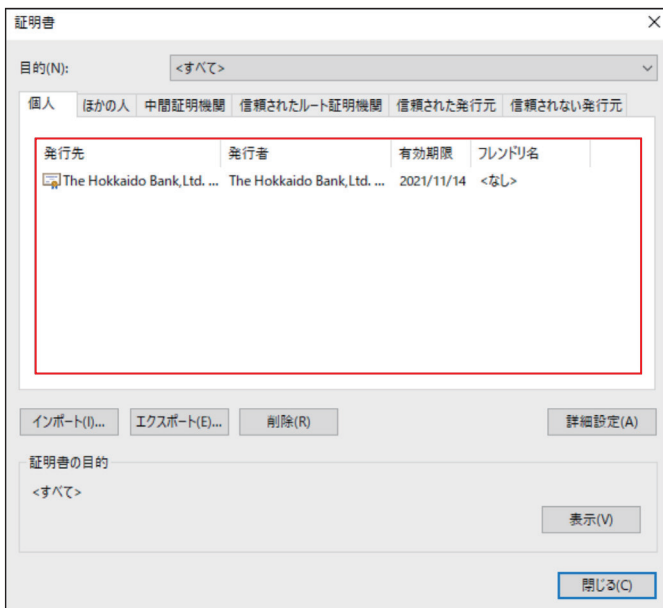 証明書
目的(N): <すべて>
個人 ほかの人 中間証明機関 信頼されたルート証明機関 信頼された発行元 信頼されない発行元
発行先 発行者 有効期限 フレンドリ名
The Hokkaido Bank,Ltd. ... The Hokkaido Bank,Ltd. ... 2021/11/14 <なし>
インポート(I)... エクスポート(E)... 削除(R) 詳細設定(A)
証明書の目的
<すべて>
表示(V)
閉じる(C)